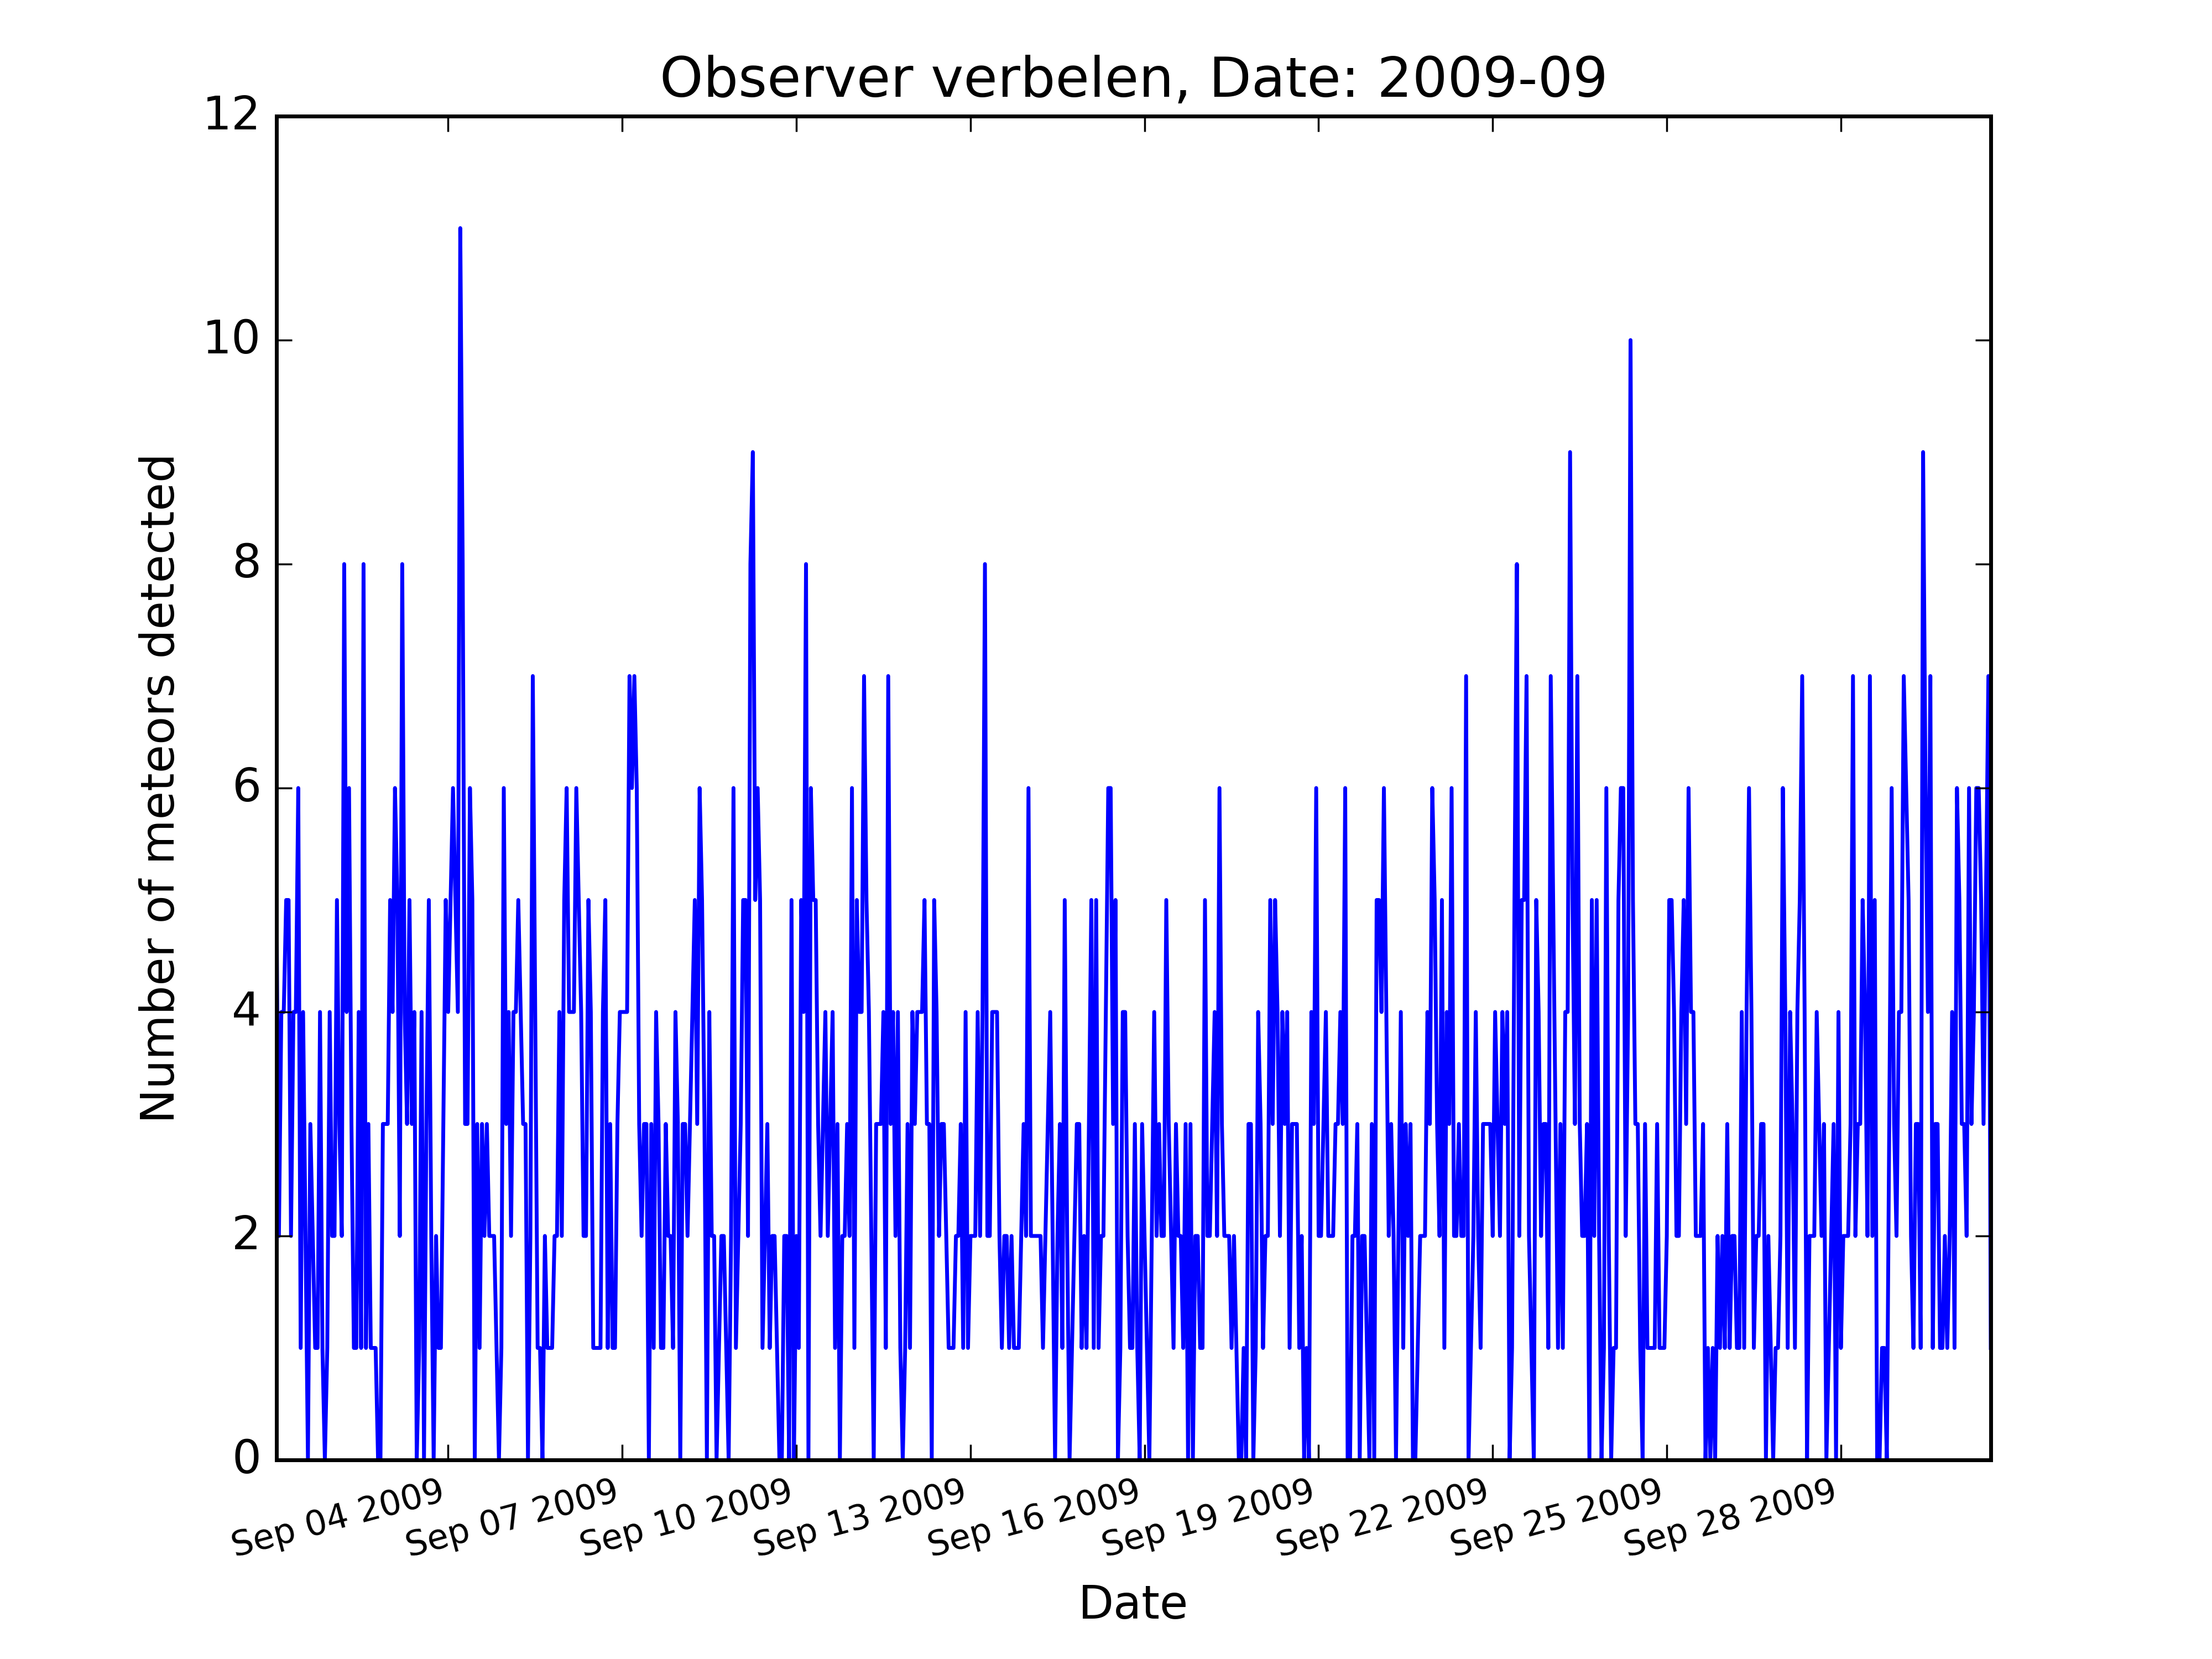 Observer verbelen, Date: 2009-09
12
10
8
6
4
2
0
Number of meteors detected
Sep 04 2009
Sep 07 2009
Sep 10 2009
Sep 13 2009
Sep 16 2009
Sep 19 2009
Sep 22 2009
Sep 25 2009
Sep 28 2009
Date